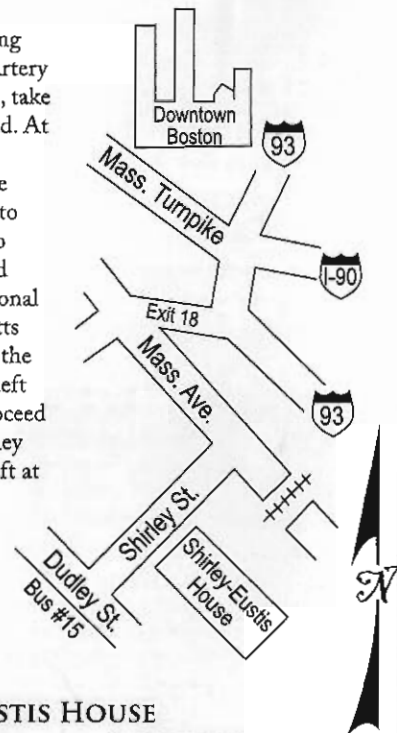 ng
rtery
, take
d. At
e
to
o
d
onal
tts
the
eft
oceed
ey
ft at
Downtown
Boston
93
Mass. Turnpike
I-90
Exit 18
Mass. Ave.
93
Shirley St.
Shirley-Eustis
House
Dudley St.
Bus #15
N
STIS HOUSE